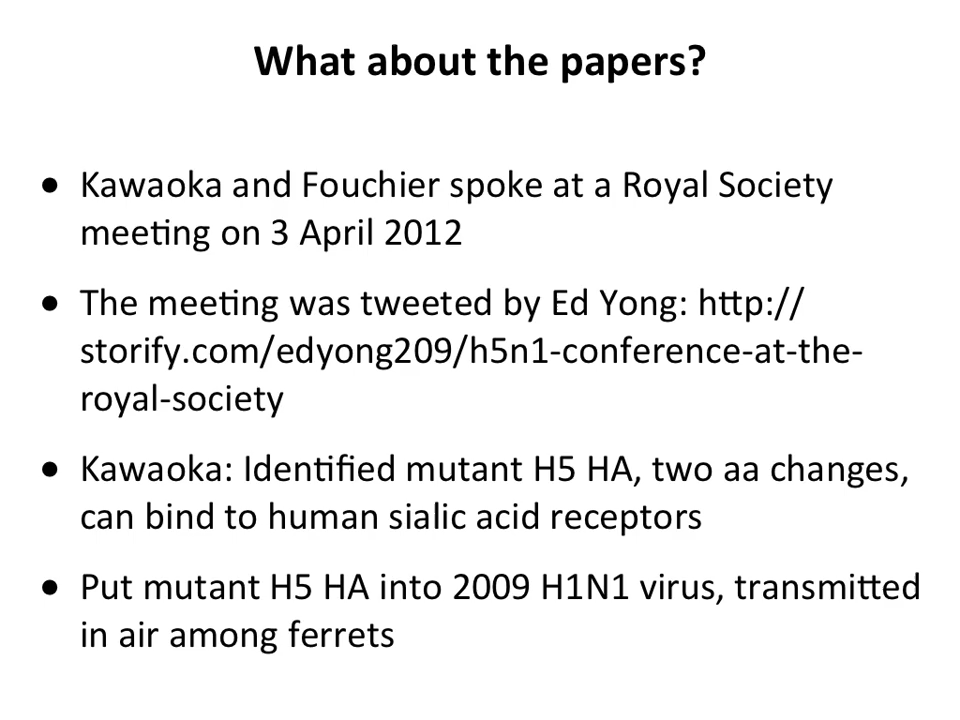 What about the papers?
● Kawaoka and Fouchier spoke at a Royal Society
meeting on 3 April 2012
● The meeting was tweeted by Ed Yong: http://
storify.com/edyong209/h5n1-conference-at-the-
royal-society
● Kawaoka: Identified mutant H5 HA, two aa changes,
can bind to human sialic acid receptors
● Put mutant H5 HA into 2009 H1N1 virus, transmitted
in air among ferrets